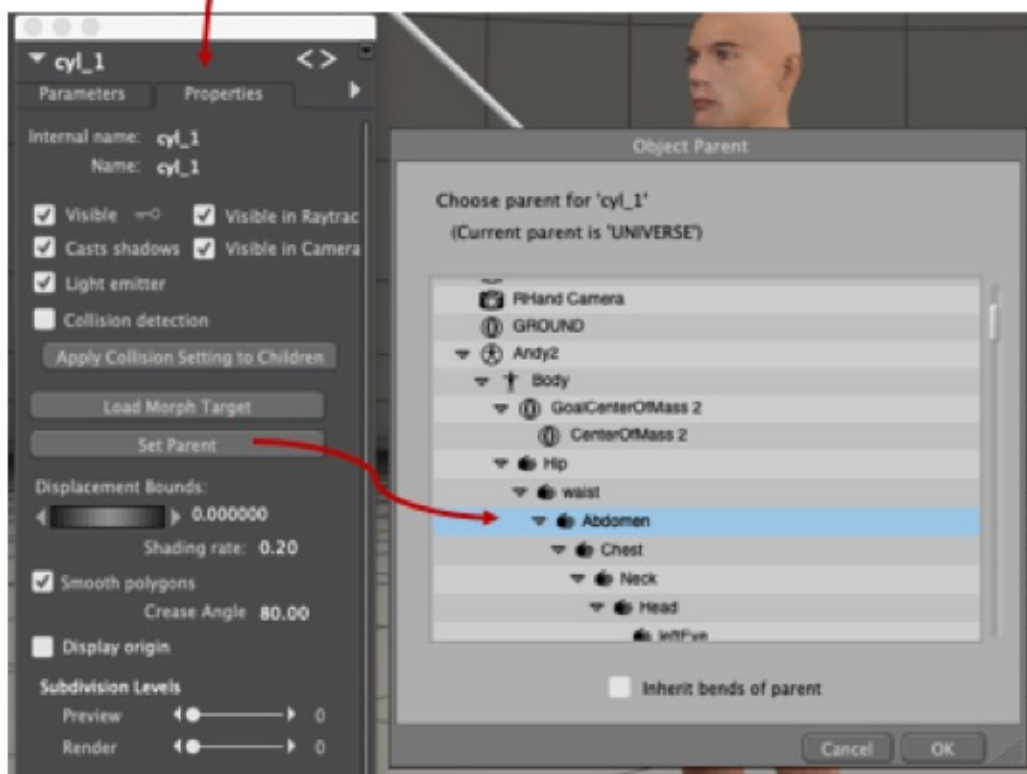 cyl_1
Parameters Properties
Internal name: cyl_1
Name: cyl_1
Visible Visible in Raytrac
Casts shadows Visible in Camera
Light emitter
Collision detection
Apply Collision Setting to Children
Load Morph Target
Set Parent
Displacement Bounds:
0.000000
Shading rate: 0.20
Smooth polygons
Crease Angle 80.00
Display origin
Subdivision Levels
Preview 0
Render 0
Object Parent
Choose parent for 'cyl_1'
(Current parent is 'UNIVERSE')
RHand Camera
GROUND
Andy2
Body
GoalCenterOfMass 2
CenterOfMass 2
Hip
waist
Abdomen
Chest
Neck
Head
Inherit bends of parent
Cancel OK